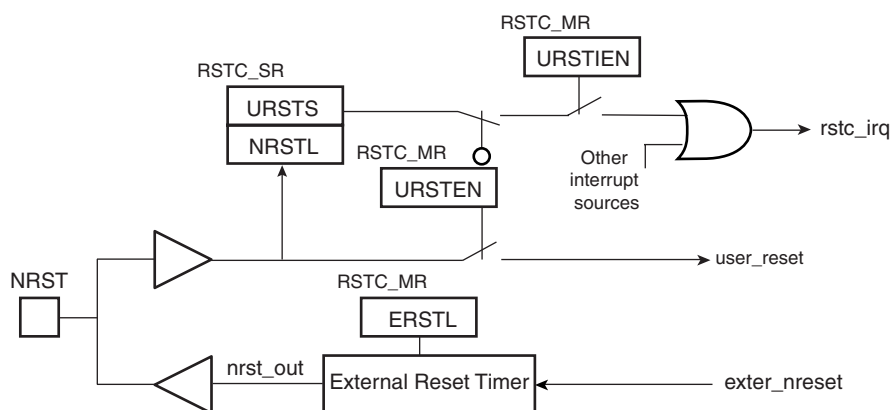 RSTC_MR
URSTIEN
RSTC_SR
URSTS
NRSTL
RSTC_MR
URSTEN
rstc_irq
Other
interrupt
sources
NRST
user_reset
RSTC_MR
ERSTL
nrst_out
External Reset Timer
exter_nreset